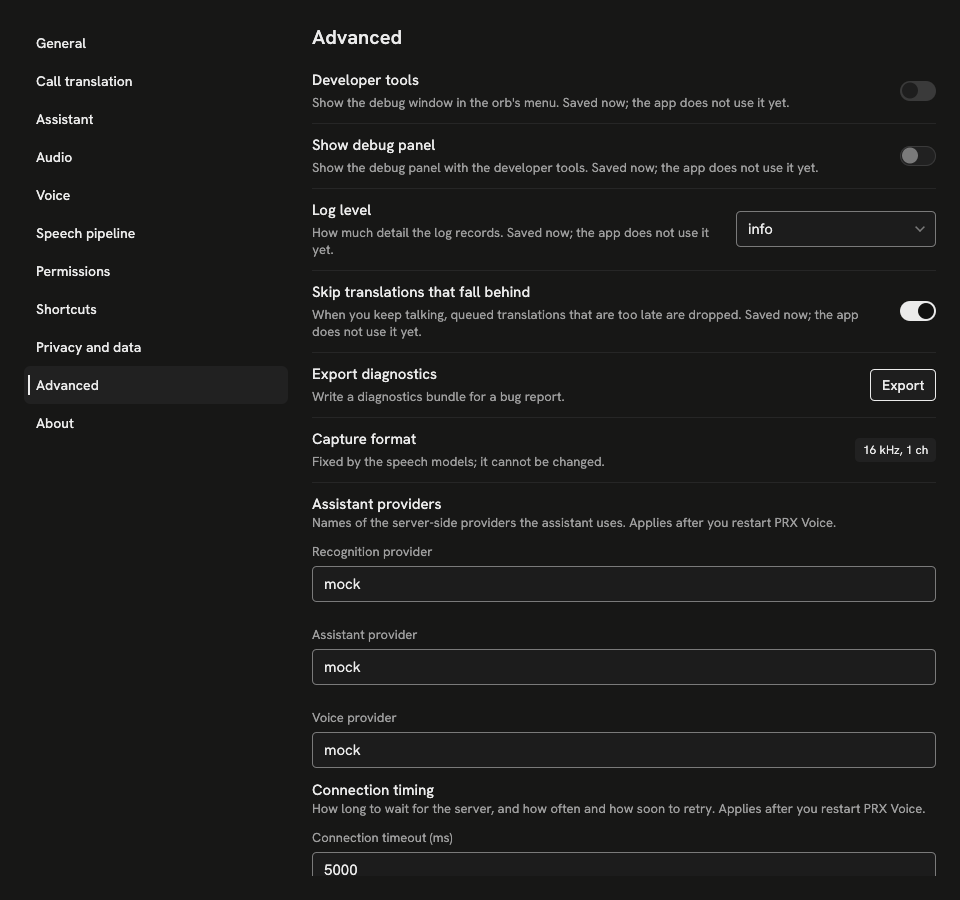 General
Call translation
Assistant
Audio
Voice
Speech pipeline
Permissions
Shortcuts
Privacy and data
Advanced
About
Advanced
Developer tools
Show the debug window in the orb's menu. Saved now; the app does not use it yet.
Show debug panel
Show the debug panel with the developer tools. Saved now; the app does not use it yet.
Log level
How much detail the log records. Saved now; the app does not use it
yet.
info
Skip translations that fall behind
When you keep talking, queued translations that are too late are dropped. Saved now; the app
does not use it yet.
Export diagnostics
Write a diagnostics bundle for a bug report.
Export
Capture format
Fixed by the speech models; it cannot be changed.
16 kHz, 1 ch
Assistant providers
Names of the server-side providers the assistant uses. Applies after you restart PRX Voice.
Recognition provider
mock
Assistant provider
mock
Voice provider
mock
Connection timing
How long to wait for the server, and how often and how soon to retry. Applies after you restart PRX Voice.
Connection timeout (ms)
5000